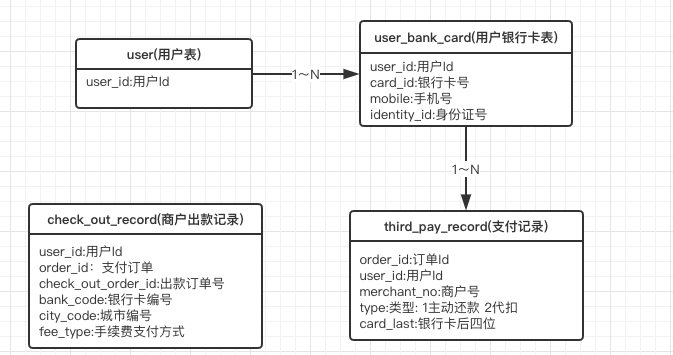 user(用户表)
user_id:用户Id
1～N
user_bank_card(用户银行卡表)
user_id:用户Id
card_id:银行卡号
mobile:手机号
identity_id:身份证号
1～N
check_out_record(商户出款记录)
user_id:用户Id
order_id：支付订单
check_out_order_id:出款订单号
bank_code:银行卡编号
city_code:城市编号
fee_type:手续费支付方式
third_pay_record(支付记录)
order_id:订单Id
user_id:用户Id
merchant_no:商户号
type:类型: 1主动还款 2代扣
card_last:银行卡后四位